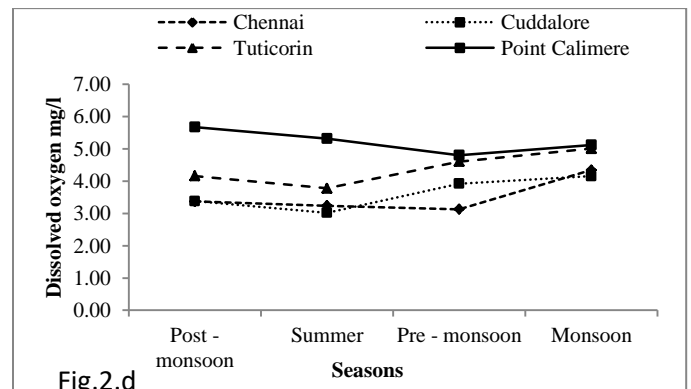 Chennai
Cuddalore
Tuticorin
Point Calimere
Dissolved oxygen mg/l
7.00
6.00
5.00
4.00
3.00
2.00
1.00
0.00
Post - monsoon
Summer
Pre - monsoon
Monsoon
Seasons
Fig.2.d